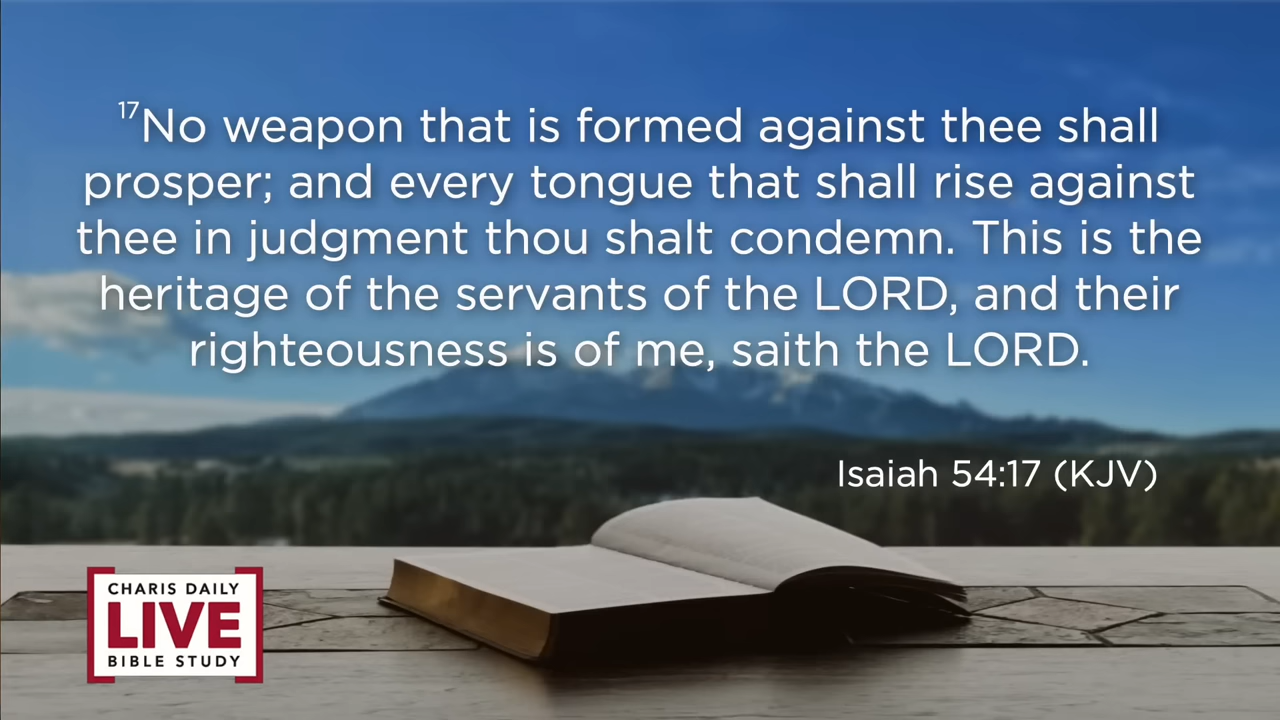 17No weapon that is formed against thee shall
prosper; and every tongue that shall rise against
thee in judgment thou shalt condemn. This is the
heritage of the servants of the LORD, and their
righteousness is of me, saith the LORD.
Isaiah 54:17 (KJV)
CHARIS DAILY
LIVE
BIBLE STUDY